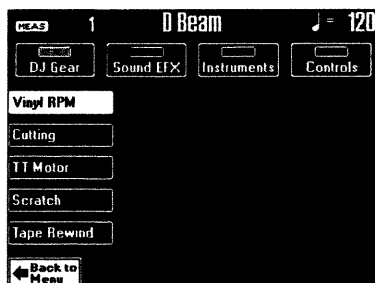 MEAS 1 D Beam ♩ = 120
DJ Gear Sound EFX Instruments Controls
Vinyl RPM
Cutting
TT Motor
Scratch
Tape Rewind
Back to
Menu